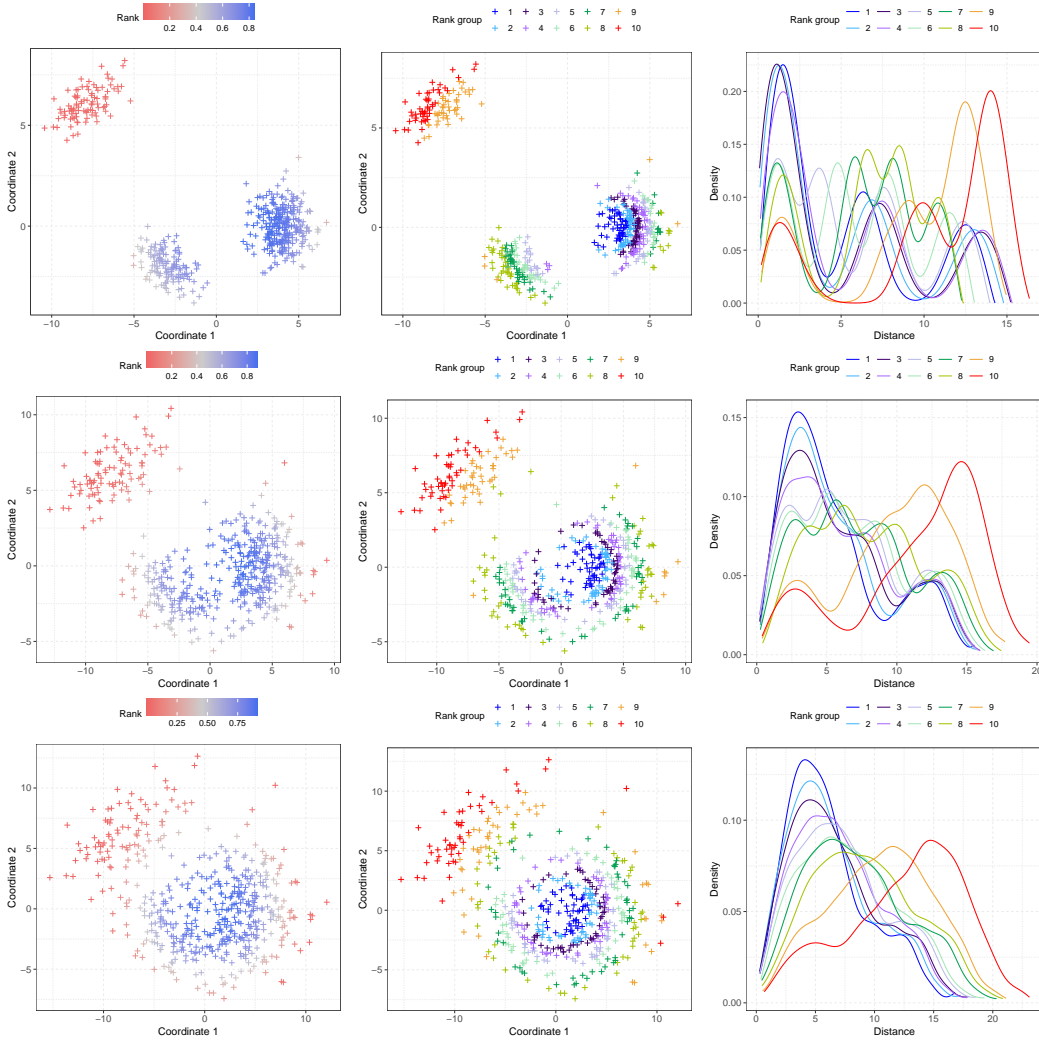 Rank
0.2 0.4 0.6 0.8
Coordinate 2
5
0
−10 −5 0 5
Coordinate 1
Rank group
1 3 5 7 9
2 4 6 8 10
Coordinate 2
5
0
−10 −5 0 5
Coordinate 1
Rank group
1 3 5 7 9
2 4 6 8 10
Density
0.20
0.15
0.10
0.05
0.00
0 5 10 15
Distance
Rank
0.2 0.4 0.6 0.8
Coordinate 2
10
5
0
−5
−10 −5 0 5 10
Coordinate 1
Rank group
1 3 5 7 9
2 4 6 8 10
Coordinate 2
10
5
0
−5
−10 −5 0 5 10
Coordinate 1
Rank group
1 3 5 7 9
2 4 6 8 10
Density
0.15
0.10
0.05
0.00
0 5 10 15 20
Distance
Rank
0.25 0.50 0.75
Coordinate 2
10
5
0
−5
−10 0 10
Coordinate 1
Rank group
1 3 5 7 9
2 4 6 8 10
Coordinate 2
10
5
0
−5
−10 0 10
Coordinate 1
Rank group
1 3 5 7 9
2 4 6 8 10
Density
0.10
0.05
0.00
0 5 10 15 20
Distance